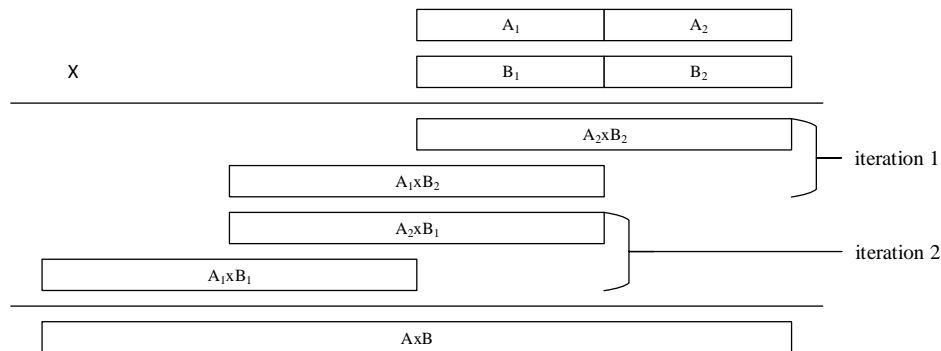 A₁ A₂
X B₁ B₂
A₂xB₂
iteration 1
A₁xB₂
A₂xB₁
iteration 2
A₁xB₁
AxB